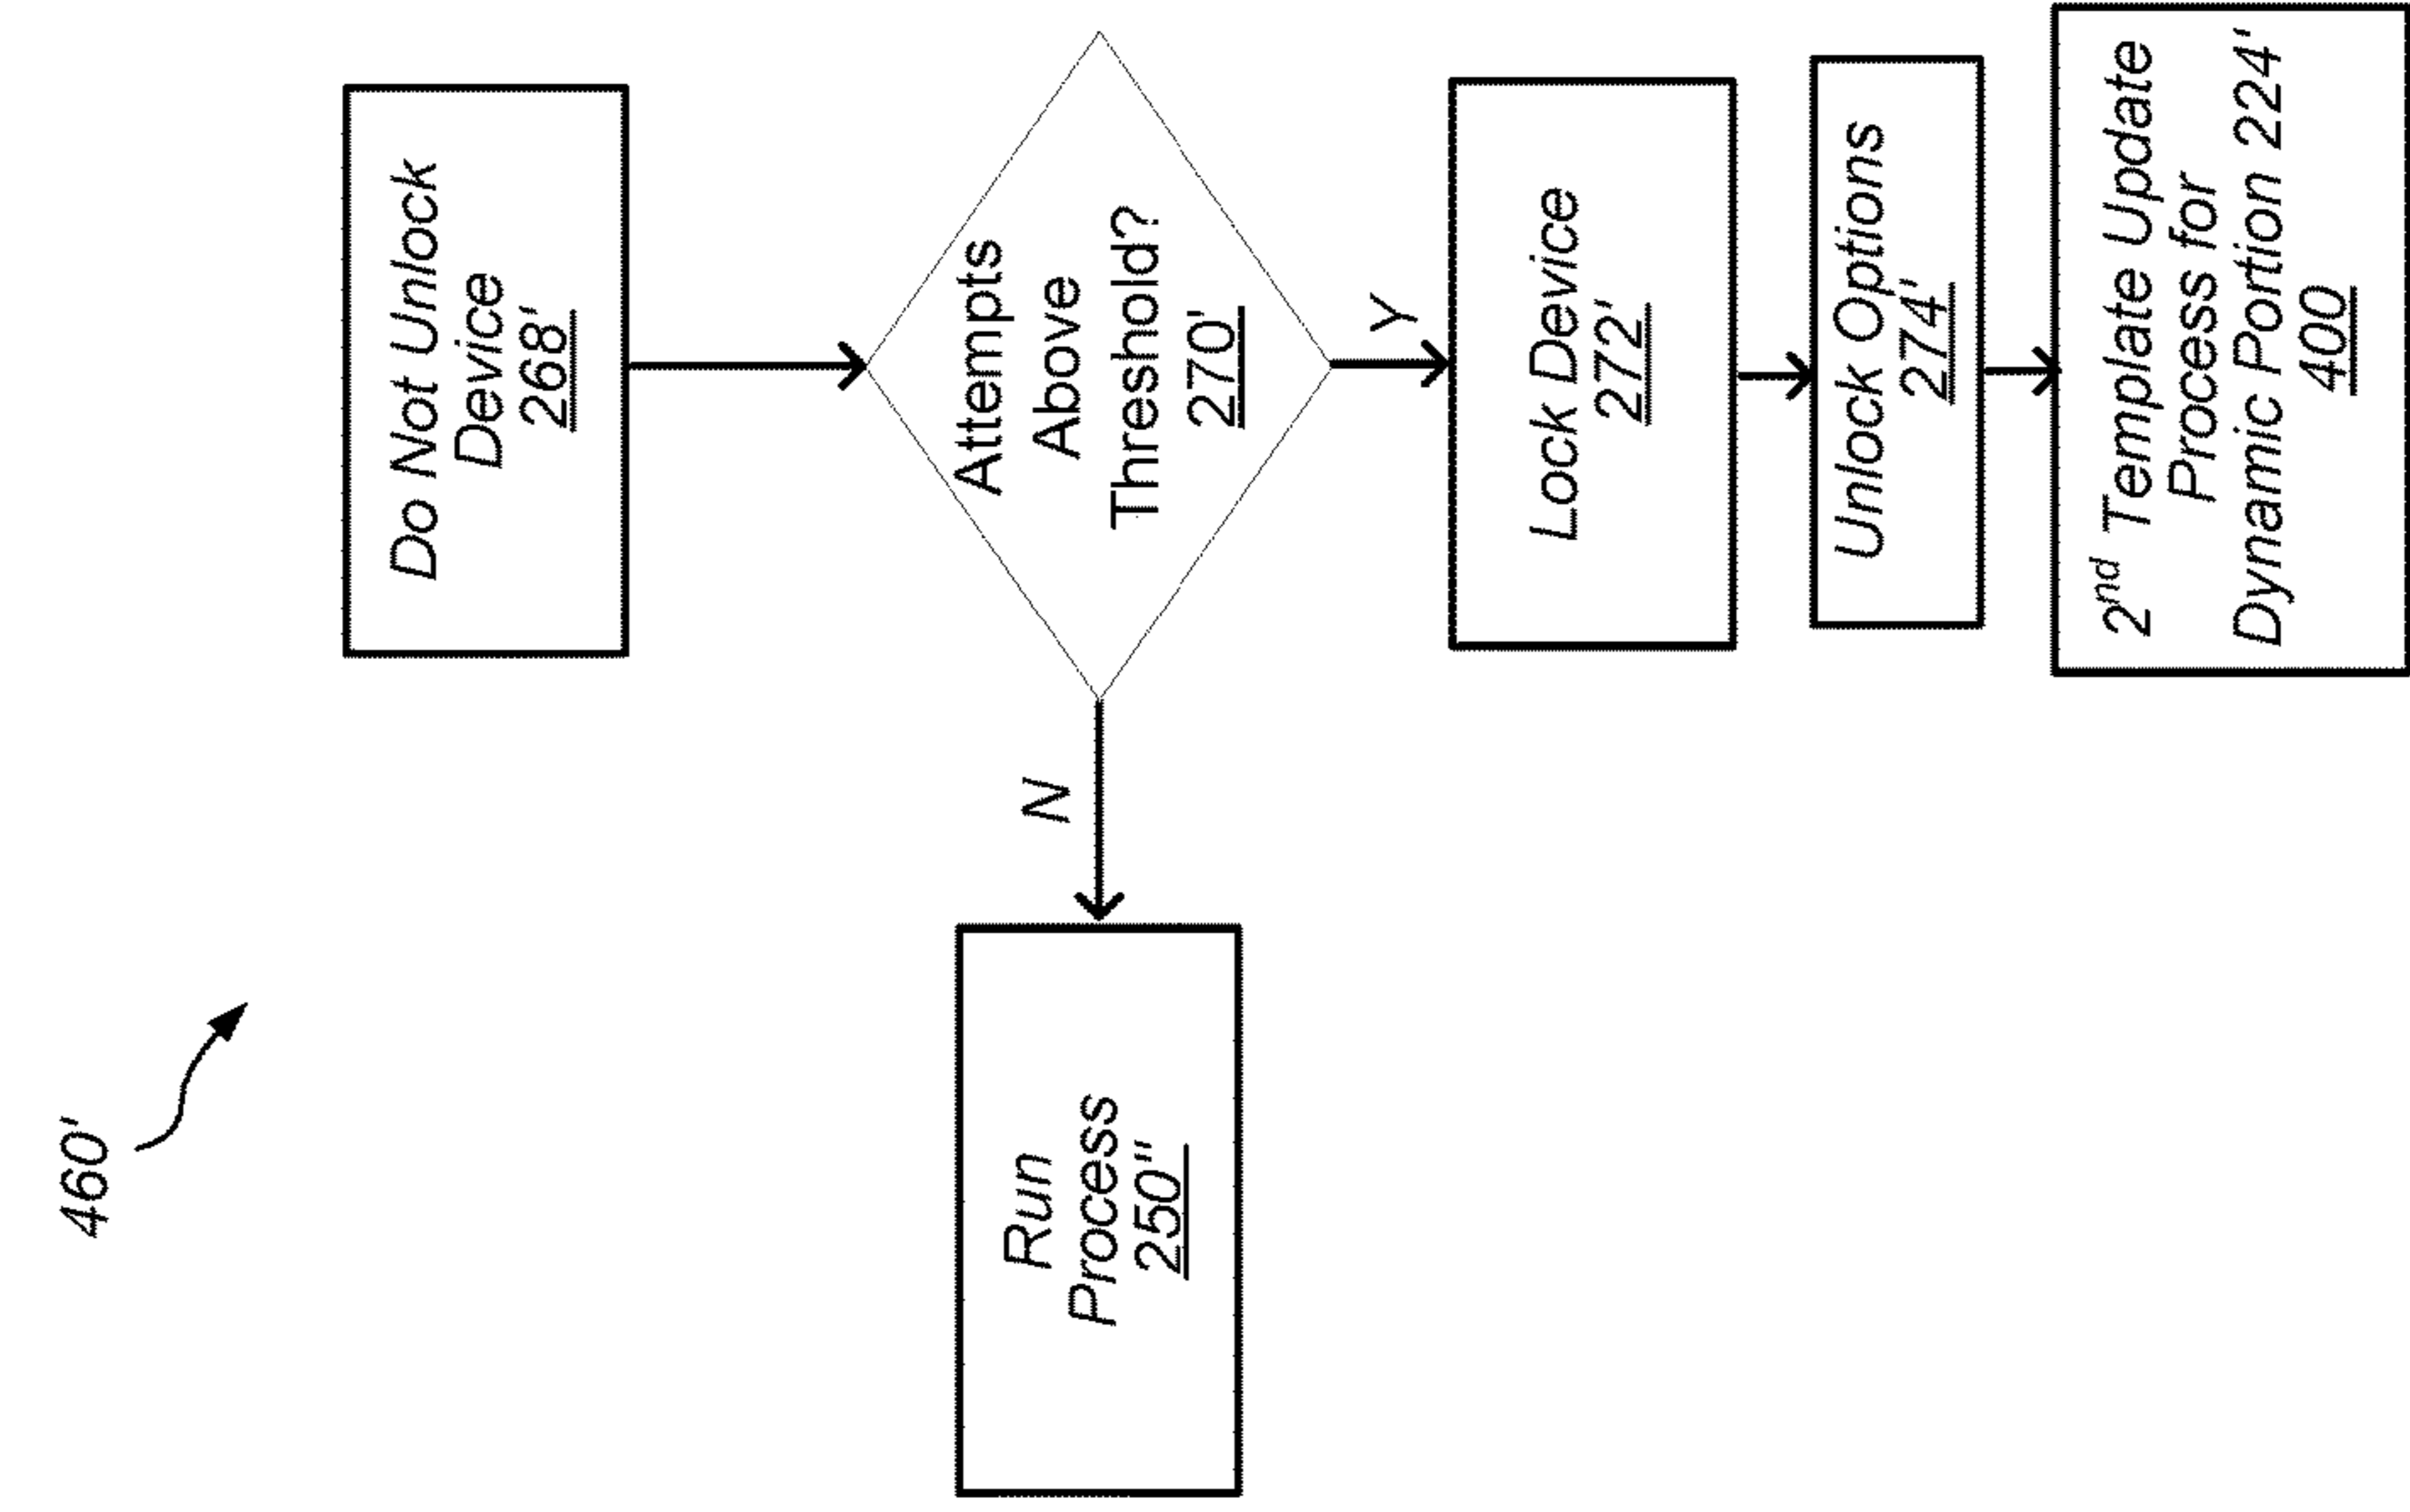 460'
Do Not Unlock
Device
268'
Attempts
Above
Threshold?
270'
N
Run
Process
250"
Y
Lock Device
272'
Unlock Options
274'
2nd Template Update
Process for
Dynamic Portion 224'
400